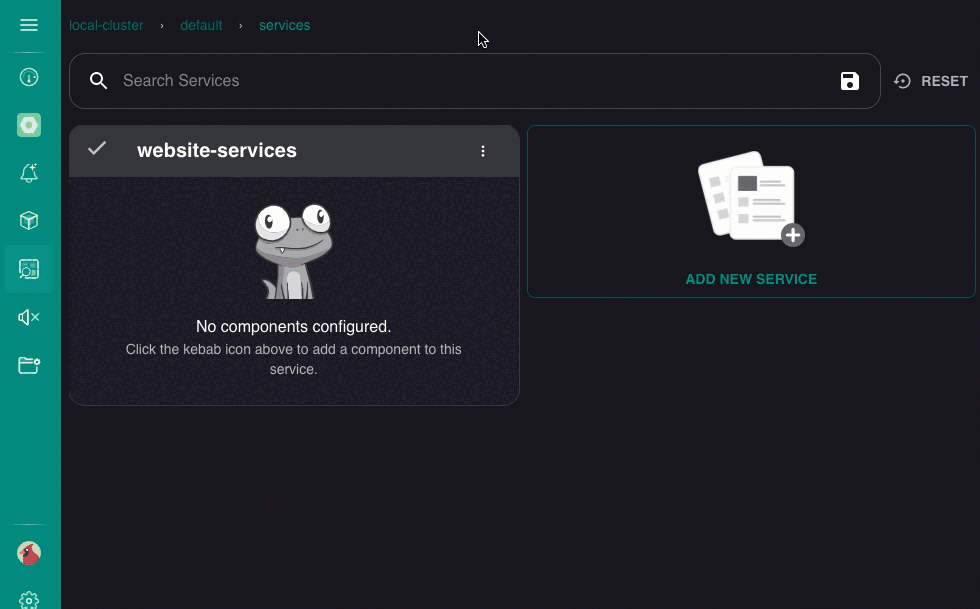 local-cluster › default › services
Search Services
RESET
website-services
No components configured.
Click the kebab icon above to add a component to this
service.
ADD NEW SERVICE